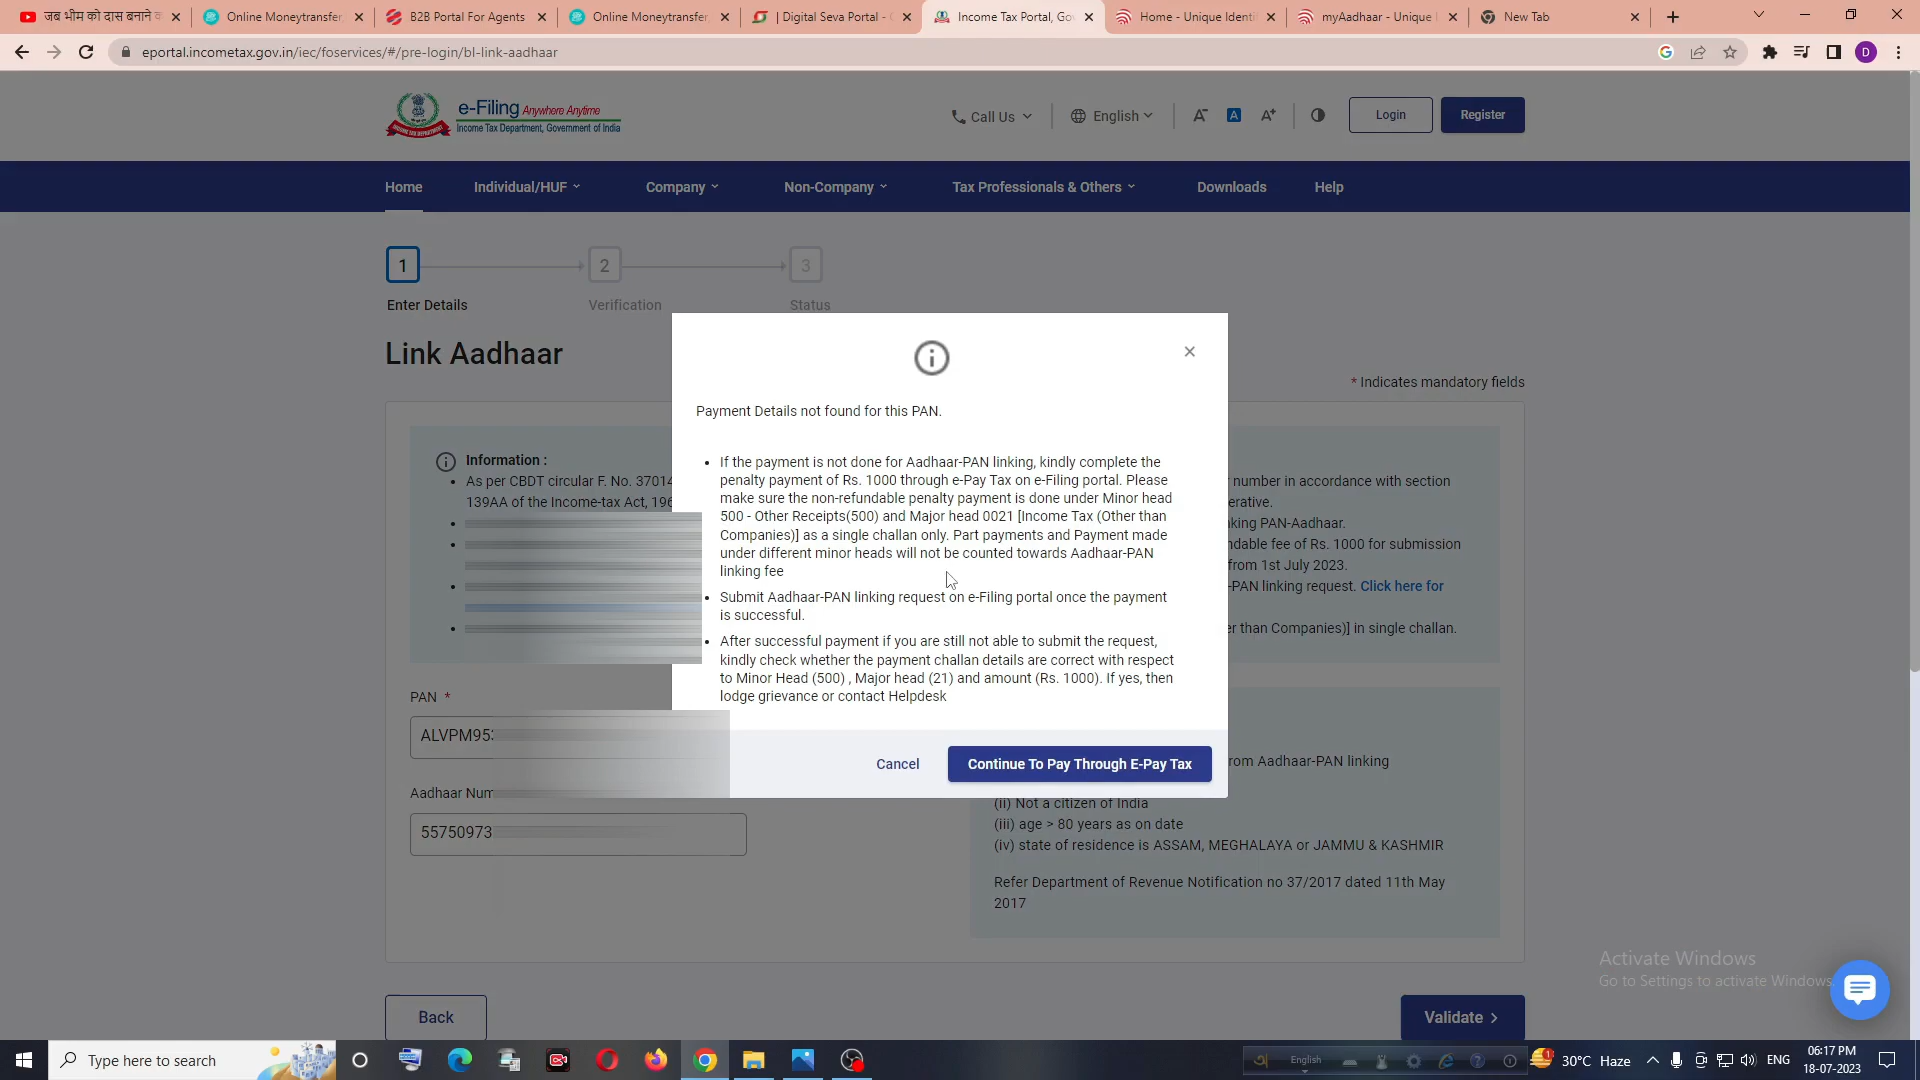 जब भीम को दास बनाने
Online Moneytransfer,
B2B Portal For Agents
Online Moneytransfer,
| Digital Seva Portal -
Income Tax Portal, Go
Home - Unique Identi
myAadhaar - Unique
New Tab
eportal.incometax.gov.in/iec/foservices/#/pre-login/bl-link-aadhaar
D
e-Filing Anywhere Anytime
Income Tax Department, Government of India
Call Us
English
A A A+
Login
Register
Home
Individual/HUF
Company
Non-Company
Tax Professionals & Others
Downloads
Help
1
2
3
Enter Details
Verification
Status
Link Aadhaar
* Indicates mandatory fields
Information :
As per CBDT circular F. No. 37014
number in accordance with section
139AA of the Income-tax Act, 196
erative.
king PAN-Aadhaar.
ndable fee of Rs. 1000 for submission
from 1st July 2023.
-PAN linking request. Click here for
er than Companies)] in single challan.
Payment Details not found for this PAN.
If the payment is not done for Aadhaar-PAN linking, kindly complete the
penalty payment of Rs. 1000 through e-Pay Tax on e-Filing portal. Please
make sure the non-refundable penalty payment is done under Minor head
500 - Other Receipts(500) and Major head 0021 [Income Tax (Other than
Companies)] as a single challan only. Part payments and Payment made
under different minor heads will not be counted towards Aadhaar-PAN
linking fee
Submit Aadhaar-PAN linking request on e-Filing portal once the payment
is successful.
After successful payment if you are still not able to submit the request,
kindly check whether the payment challan details are correct with respect
to Minor Head (500) , Major head (21) and amount (Rs. 1000). If yes, then
lodge grievance or contact Helpdesk
Cancel
Continue To Pay Through E-Pay Tax
PAN *
ALVPM95
Aadhaar Num
55750973
rom Aadhaar-PAN linking
(ii) Not a citizen of India
(iii) age > 80 years as on date
(iv) state of residence is ASSAM, MEGHALAYA or JAMMU & KASHMIR
Refer Department of Revenue Notification no 37/2017 dated 11th May
2017
Back
Validate
Activate Windows
Go to Settings to activate Windows.
Type here to search
English
1
30°C Haze
ENG
06:17 PM
18-07-2023